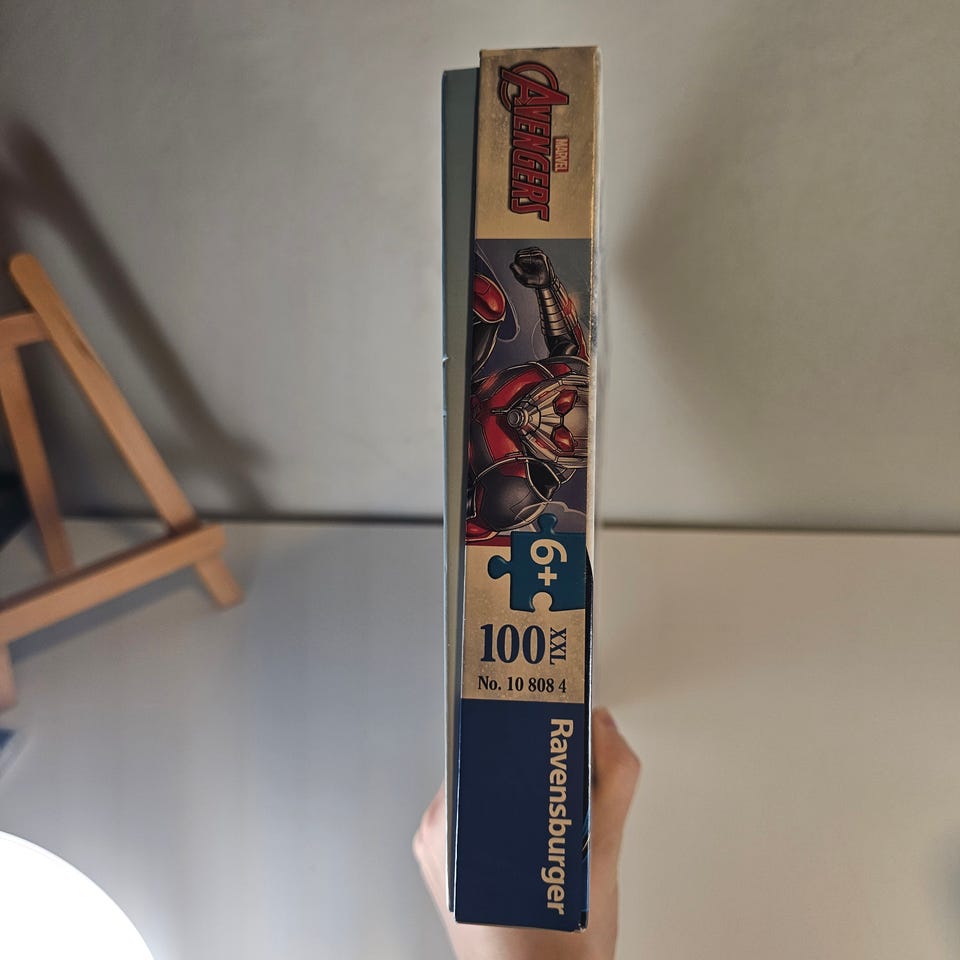 MARVEL
AVENGERS
6+
100 XXL
No. 10 808 4
Ravensburger